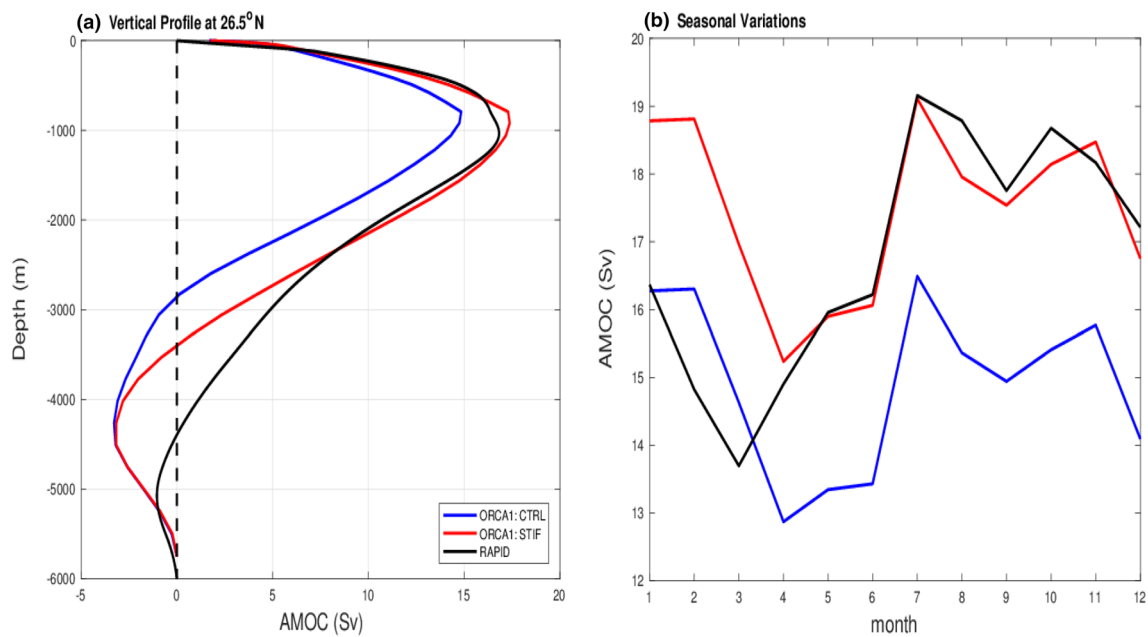 (a) Vertical Profile at 26.5°N
0
-1000
-2000
-3000
-4000
-5000
-6000
Depth (m)
-5 0 5 10 15 20
AMOC (Sv)
ORCA1: CTRL
ORCA1: STIF
RAPID
(b) Seasonal Variations
20
19
18
17
16
15
14
13
12
AMOC (Sv)
1 2 3 4 5 6 7 8 9 10 11 12
month